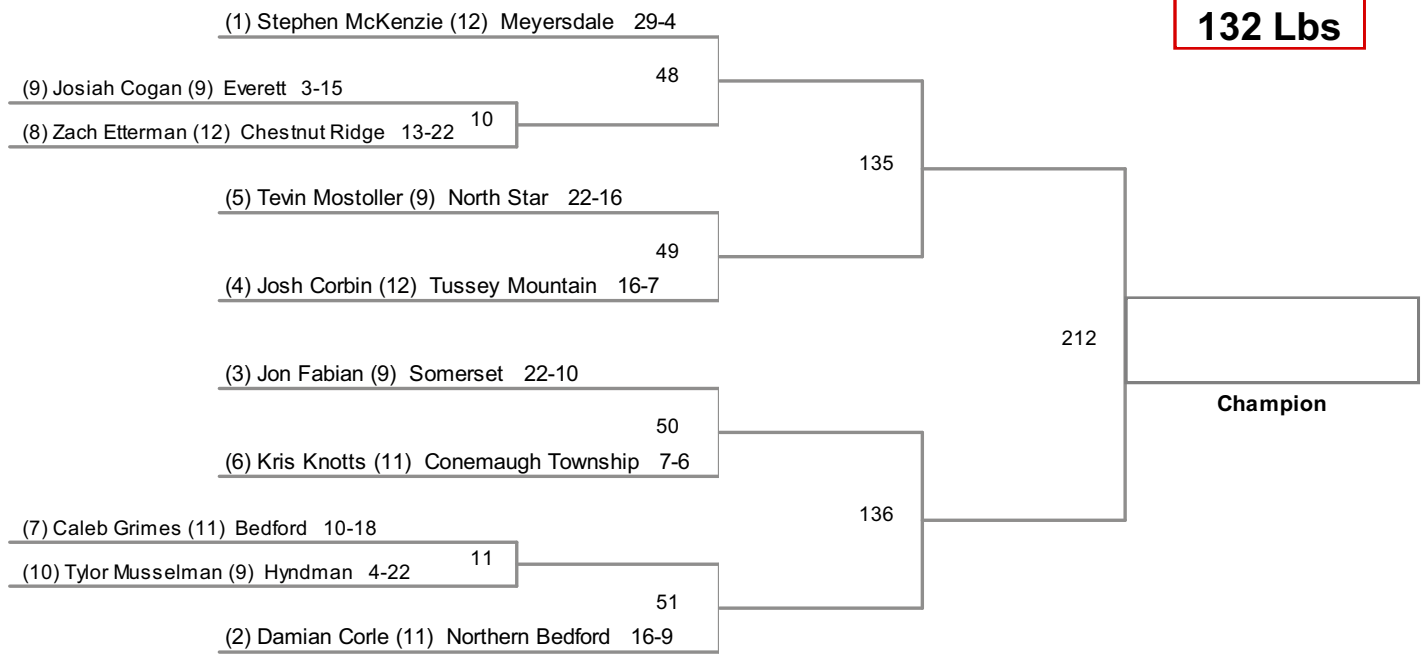 132 Lbs
(1) Stephen McKenzie (12) Meyersdale 29-4
48
(9) Josiah Cogan (9) Everett 3-15
10
(8) Zach Etterman (12) Chestnut Ridge 13-22
135
(5) Tevin Mostoller (9) North Star 22-16
49
(4) Josh Corbin (12) Tussey Mountain 16-7
212
(3) Jon Fabian (9) Somerset 22-10
Champion
50
(6) Kris Knotts (11) Conemaugh Township 7-6
136
(7) Caleb Grimes (11) Bedford 10-18
11
(10) Tylor Musselman (9) Hyndman 4-22
51
(2) Damian Corle (11) Northern Bedford 16-9